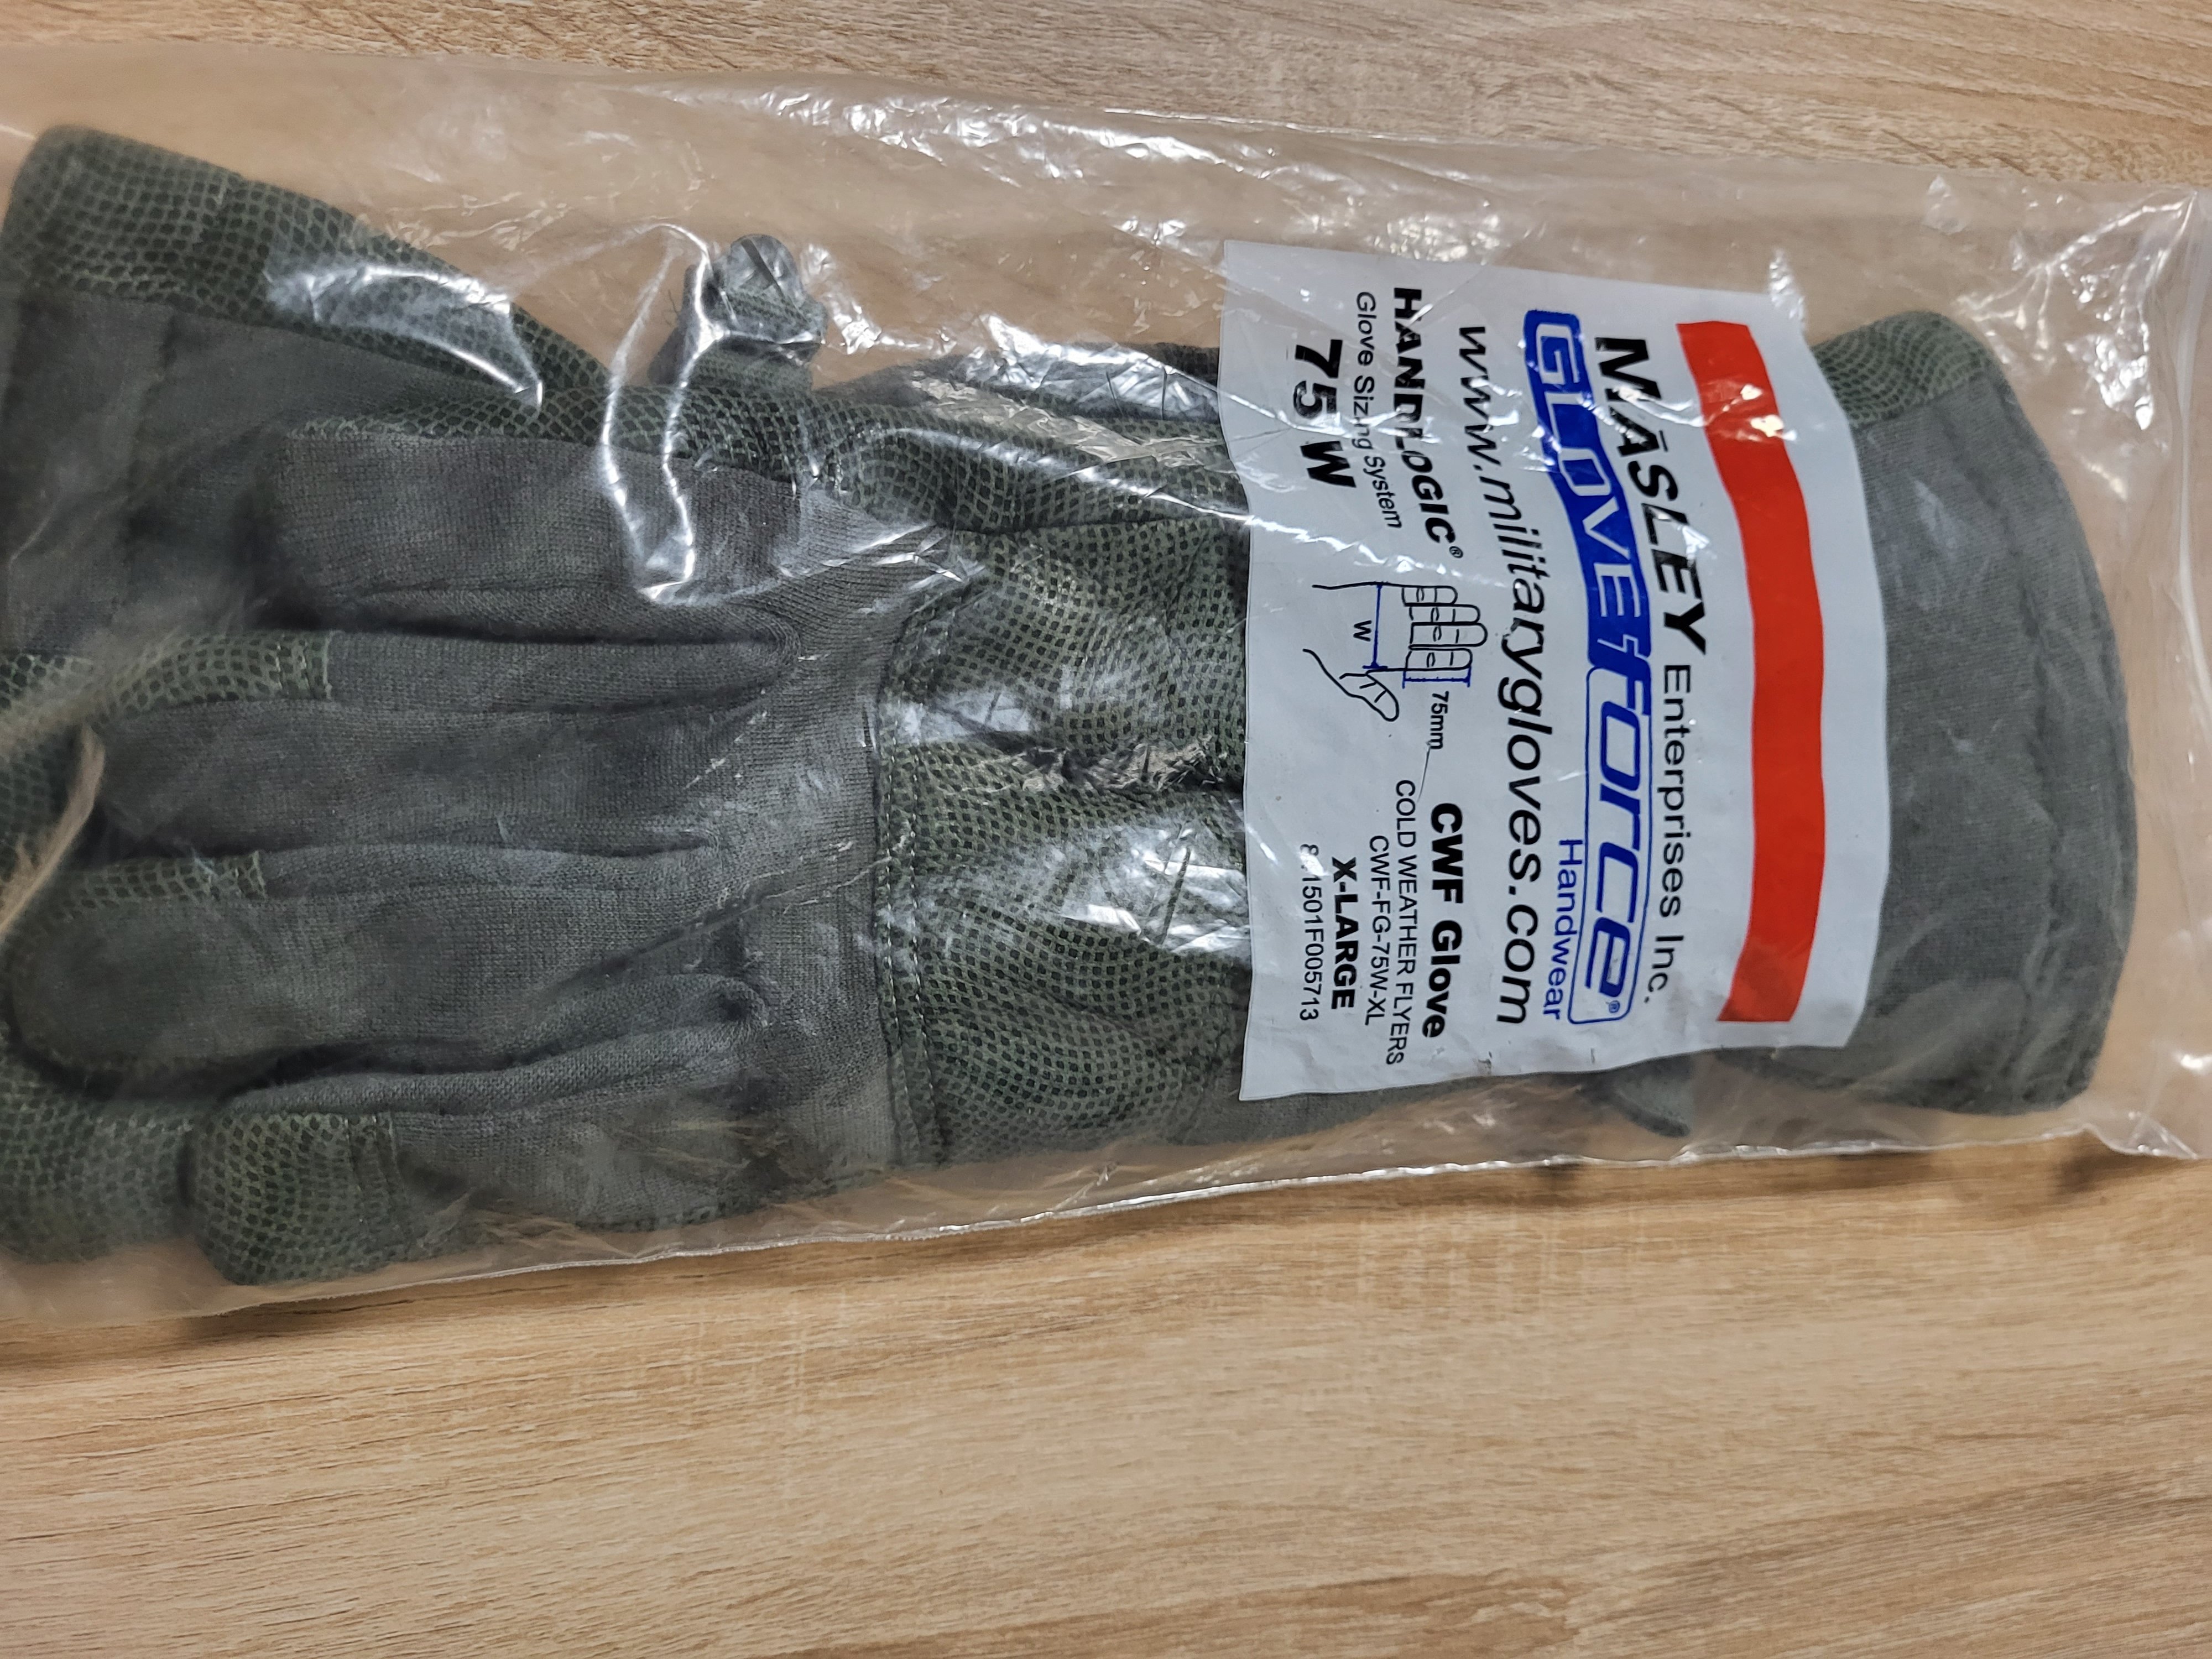 MASLEY Enterprises Inc.
GLOVEforce®
Handwear
www.militarygloves.com
HANDLOGIC®
Glove Sizing System
75 W
W
75mm
CWF Glove
COLD WEATHER FLYERS
CWF-FG-75W-XL
X-LARGE